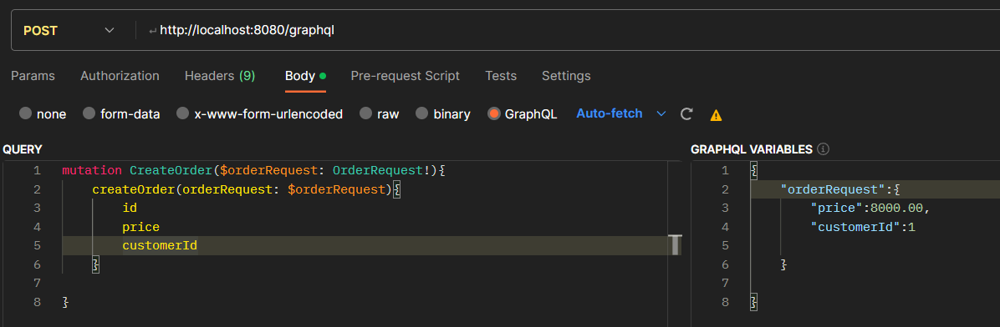 POST http://localhost:8080/graphql
Params Authorization Headers (9) Body Pre-request Script Tests Settings
none form-data x-www-form-urlencoded raw binary GraphQL Auto-fetch
QUERY
1 mutation CreateOrder($orderRequest: OrderRequest!){
2 createOrder(orderRequest: $orderRequest){
3 id
4 price
5 customerId
6 }
7
8 }
GRAPHQL VARIABLES
1 {
2 "orderRequest":{
3 "price":8000.00,
4 "customerId":1
5
6 }
7
8 }